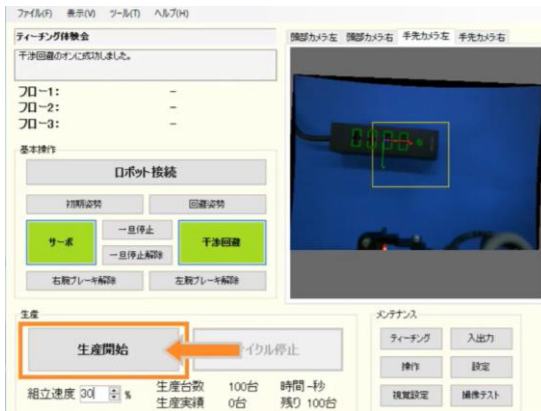 ファイル(F) 表示(V) ツール(T) ヘルプ(H)
ティーチング体験会
干渉回避のオンに成功しました。
フロー1: -
フロー2: -
フロー3: -
基本操作
ロボット接続
初期姿勢 回避姿勢
サーボ 一旦停止 干渉回避
一旦停止解除
右腕ブレーキ解除 左腕ブレーキ解除
頭部カメラ左 頭部カメラ右 手先カメラ左 手先カメラ右
生産
生産開始 イクル停止
組立速度 30 % 生産台数 100台 時間 -秒
生産実績 0台 残り 100台
メンテナンス
ティーチング 入出力
操作 設定
視覚設定 撮像テスト